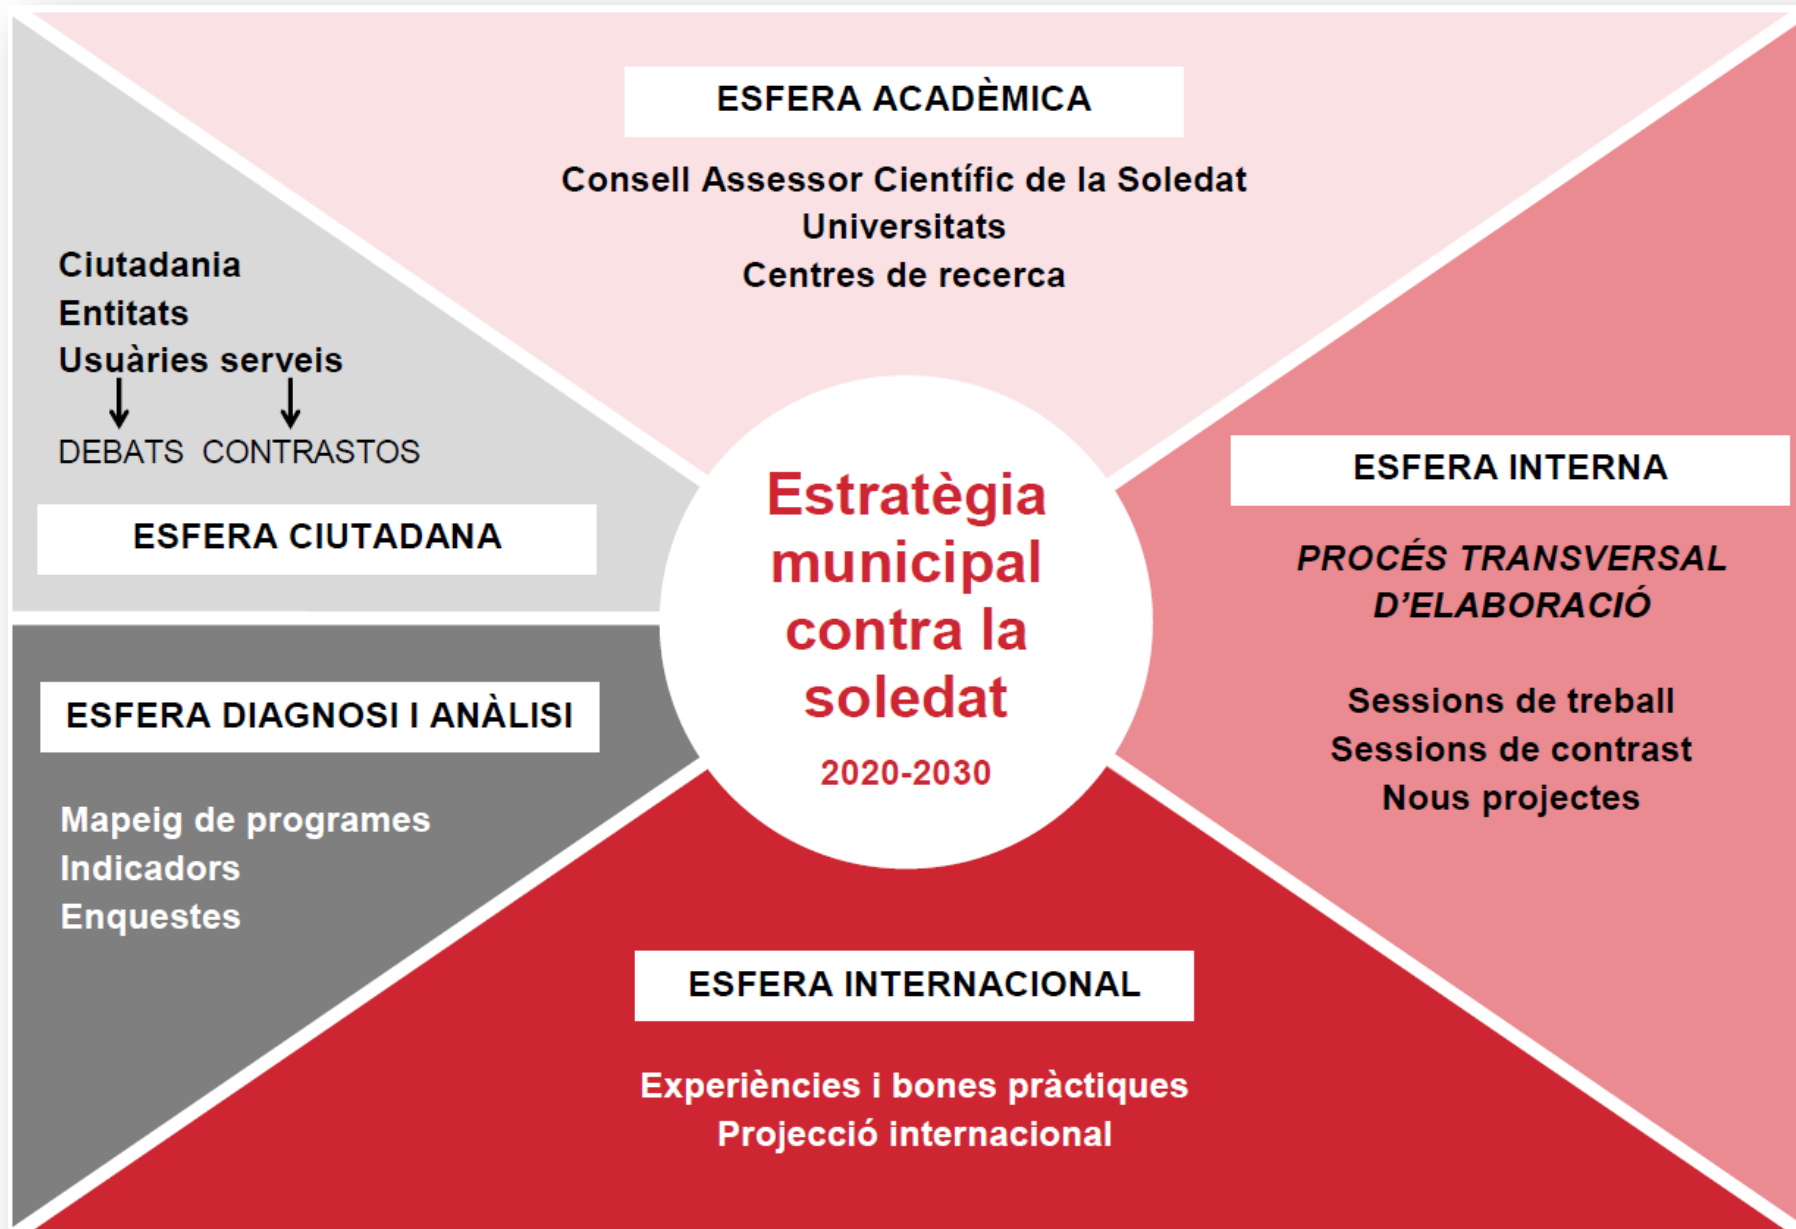 ESFERA ACADÈMICA
Consell Assessor Científic de la Soledat
Universitats
Centres de recerca
Ciutadania
Entitats
Usuàries serveis
DEBATS CONTRASTOS
ESFERA CIUTADANA
Estratègia
municipal
contra la
soledat
2020-2030
ESFERA INTERNA
PROCÉS TRANSVERSAL
D’ELABORACIÓ
Sessions de treball
Sessions de contrast
Nous projectes
ESFERA DIAGNOSI I ANÀLISI
Mapeig de programes
Indicadors
Enquestes
ESFERA INTERNACIONAL
Experiències i bones pràctiques
Projecció internacional